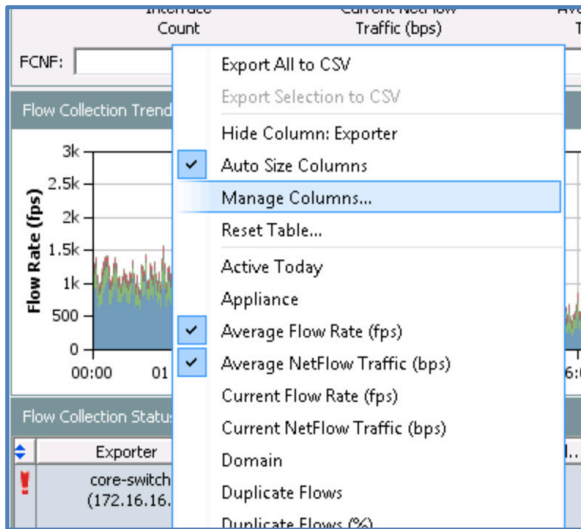 Interface
Current NetFlow
Count
Traffic (bps)
FCNF:
Export All to CSV
Export Selection to CSV
Flow Collection Trend
Hide Column: Exporter
Auto Size Columns
Manage Columns...
Reset Table...
Active Today
Appliance
Average Flow Rate (fps)
Average NetFlow Traffic (bps)
Current Flow Rate (fps)
Current NetFlow Traffic (bps)
Domain
Duplicate Flows
Duplicate Flows (%)
Flow Rate (fps)
3k
2.5k
2k
1.5k
1k
500
0
00:00
01
Flow Collection Statu
Exporter
core-switch
(172.16.16.